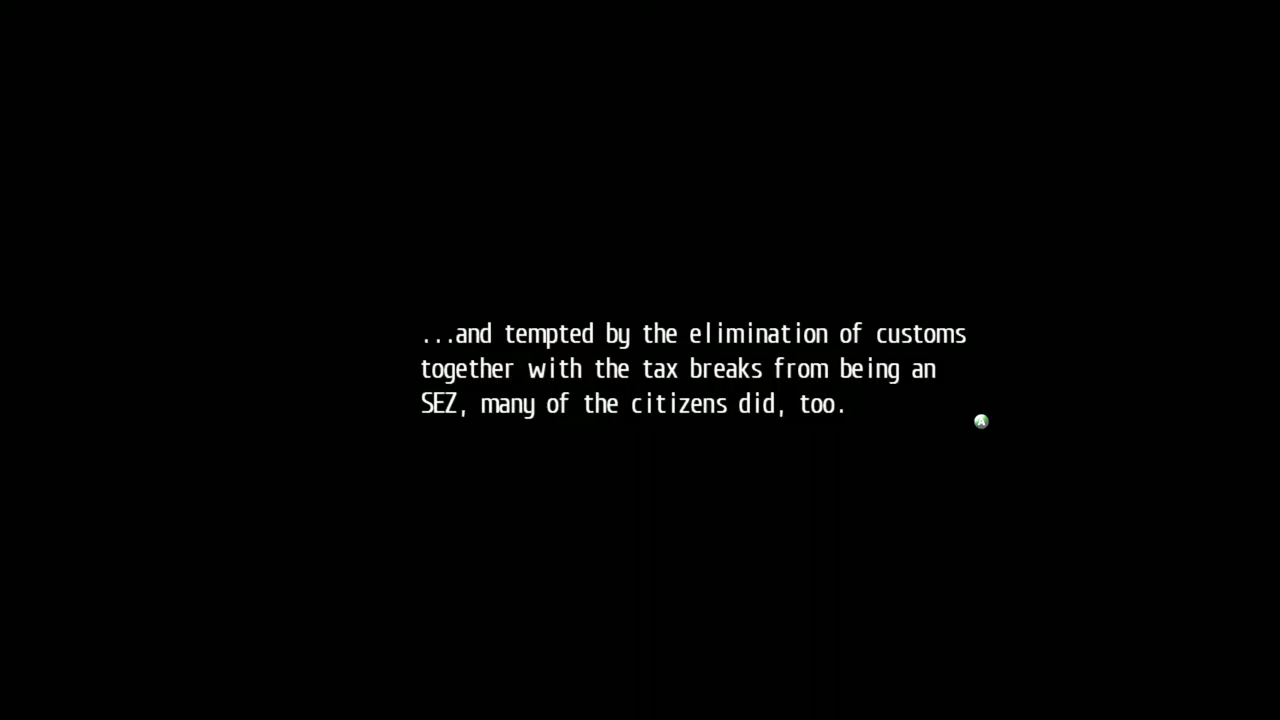 ...and tempted by the elimination of customs
together with the tax breaks from being an
SEZ, many of the citizens did, too.
A